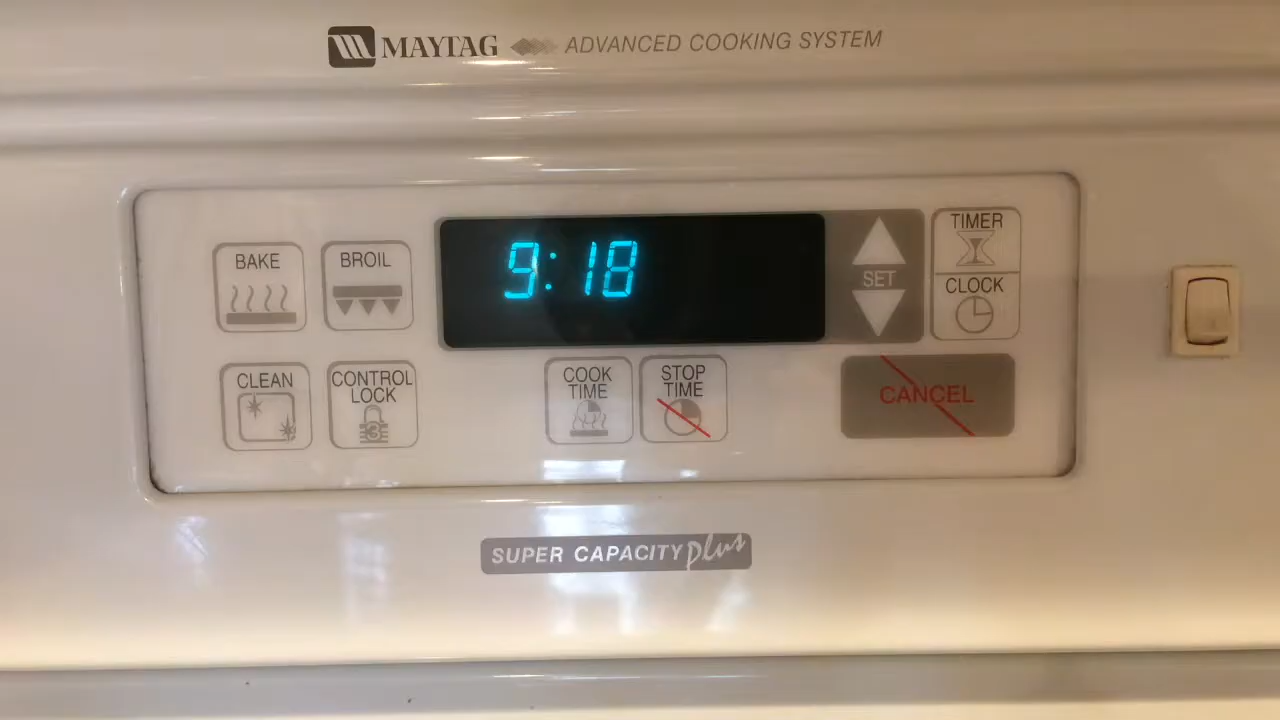 MAYTAG ADVANCED COOKING SYSTEM
BAKE
BROIL
9:18
SET
TIMER
CLOCK
CLEAN
CONTROL
LOCK
3
COOK
TIME
STOP
TIME
CANCEL
SUPER CAPACITY plus